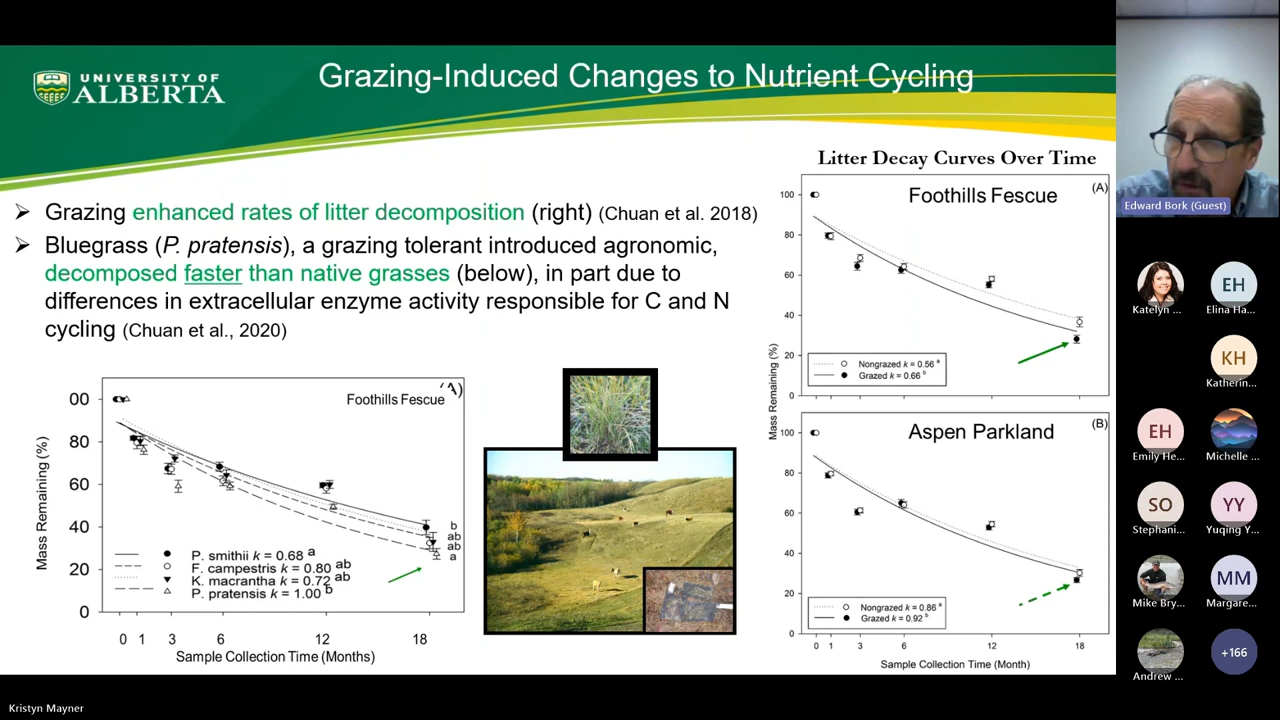 UNIVERSITY OF
ALBERTA
Grazing-Induced Changes to Nutrient Cycling
➢ Grazing enhanced rates of litter decomposition (right) (Chuan et al. 2018)
➢ Bluegrass (P. pratensis), a grazing tolerant introduced agronomic,
decomposed faster than native grasses (below), in part due to
differences in extracellular enzyme activity responsible for C and N
cycling (Chuan et al., 2020)
A)
Foothills Fescue
00
80
60
40
20
0
Mass Remaining (%)
b
ab
ab
a
P. smithii k = 0.68 a
F. campestris k = 0.80 ab
K. macrantha k = 0.72 ab
P. pratensis k = 1.00 b
0 1 3 6 12 18
Sample Collection Time (Months)
Litter Decay Curves Over Time
(A)
Foothills Fescue
100
80
60
40
20
0
Nongrazed k = 0.56 a
Grazed k = 0.66 b
Mass Remaining (%)
(B)
Aspen Parkland
100
80
60
40
20
0
Nongrazed k = 0.86 a
Grazed k = 0.92 b
0 1 3 6 12 18
Sample Collection Time (Month)
Edward Bork (Guest)
Katelyn ...
EH
Elina Ha...
KH
Katherin...
EH
Emily He...
Michelle ...
SO
Stephani...
YY
Yuqing Y...
Mike Bry...
MM
Margare...
Andrew ...
+166
Kristyn Mayner